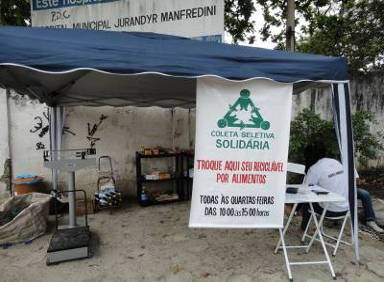 Este hospital
MUNICIPAL JURANDYR MANFREDINI
COLETA SELETIVA
SOLIDÁRIA
TROQUE AQUI SEU RECICLÁVEL
POR ALIMENTOS
TODAS ÀS QUARTAS-FEIRAS
DAS 10:00 às 15:00 horas